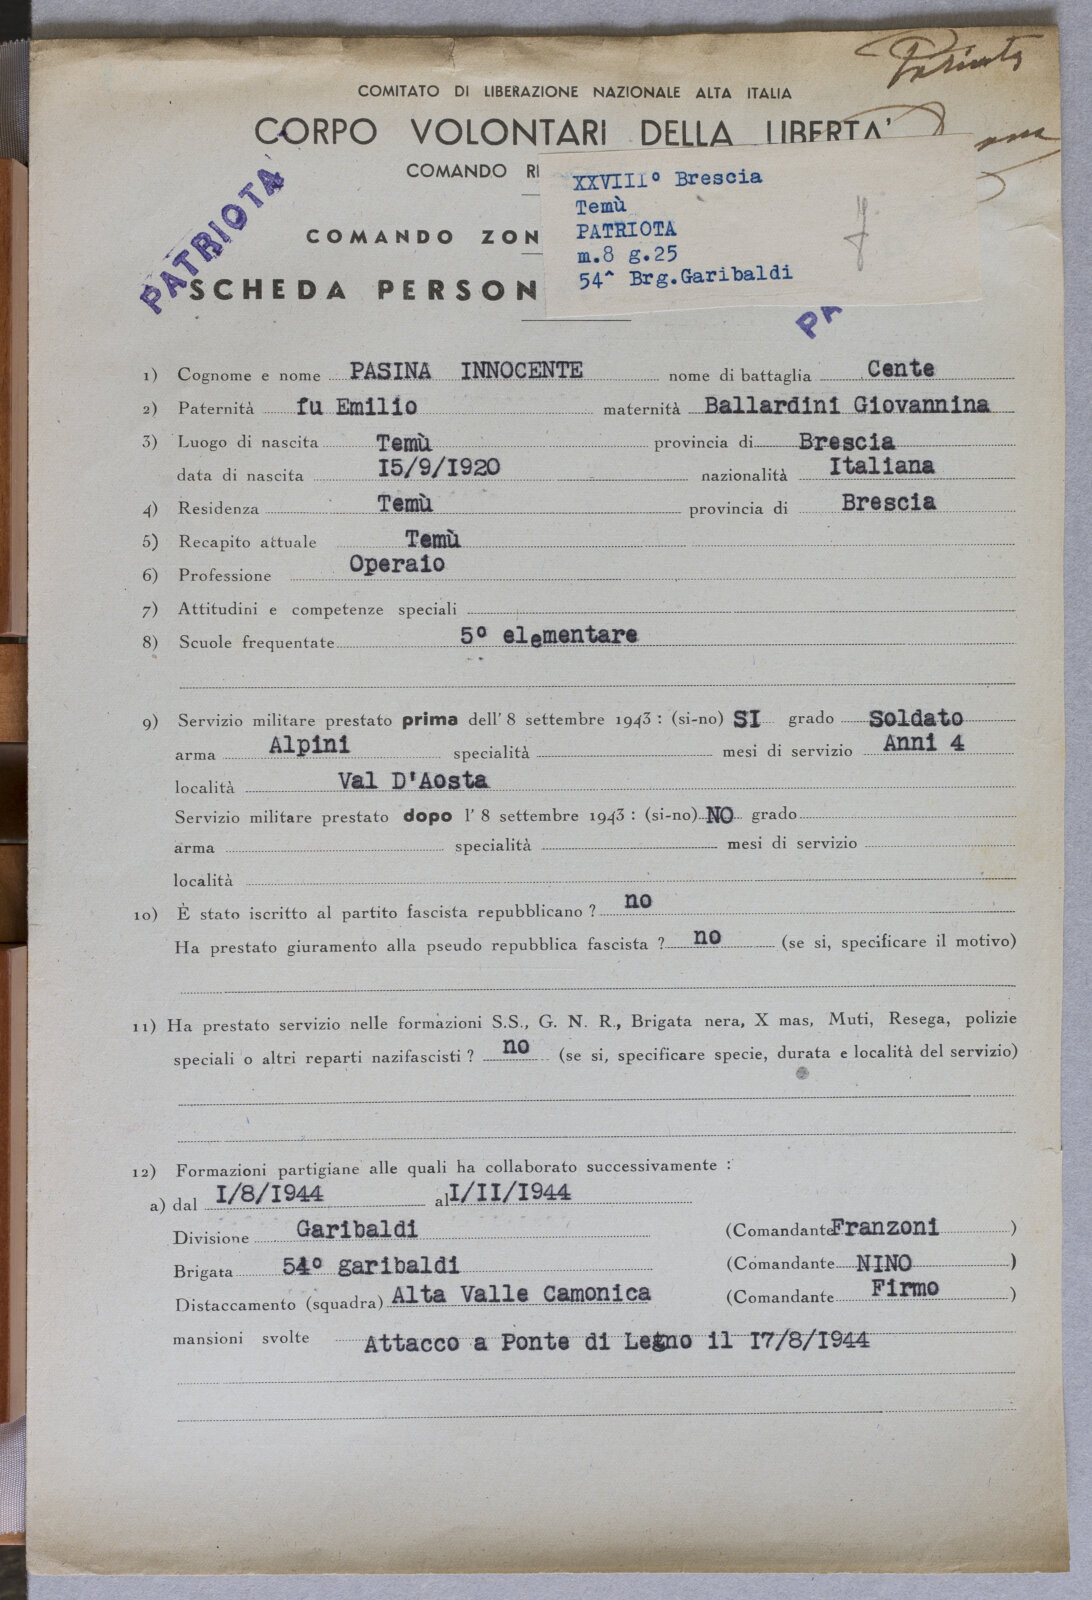 Patriota
COMITATO DI LIBERAZIONE NAZIONALE ALTA ITALIA
CORPO VOLONTARI DELLA LIBERTA'
COMANDO
XXVIII° Brescia
Temù
PATRIOTA
m.8 g.25
54^ Brg.Garibaldi
PATRIOTA
COMANDO ZON
SCHEDA PERSON
PA
1) Cognome e nome PASINA INNOCENTE nome di battaglia Cente
2) Paternità fu Emilio maternità Ballardini Giovannina
3) Luogo di nascita Temù provincia di Brescia
data di nascita I5/9/I920 nazionalità Italiana
4) Residenza Temù provincia di Brescia
5) Recapito attuale Temù
6) Professione Operaio
7) Attitudini e competenze speciali
8) Scuole frequentate 5° elementare
9) Servizio militare prestato prima dell' 8 settembre 1943 : (si-no) SI grado Soldato
arma Alpini specialità mesi di servizio Anni 4
località Val D'Aosta
Servizio militare prestato dopo l' 8 settembre 1943 : (si-no) NO grado
arma specialità mesi di servizio
località
10) È stato iscritto al partito fascista repubblicano ? no
Ha prestato giuramento alla pseudo repubblica fascista ? no (se si, specificare il motivo)
11) Ha prestato servizio nelle formazioni S.S., G. N. R., Brigata nera, X mas, Muti, Resega, polizie
speciali o altri reparti nazifascisti ? no (se si, specificare specie, durata e località del servizio)
12) Formazioni partigiane alle quali ha collaborato successivamente :
a) dal I/8/I944 al I/II/I944
Divisione Garibaldi (Comandante Franzoni )
Brigata 54° garibaldi (Comandante NINO )
Distaccamento (squadra) Alta Valle Camonica (Comandante Firmo )
mansioni svolte Attacco a Ponte di Legno il I7/8/I944